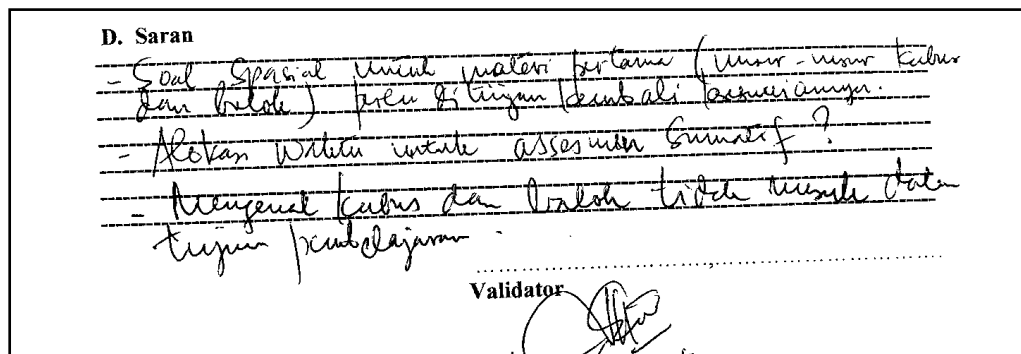 D. Saran
- Soal Spasial untuk materi pertama (unsur-unsur kubus
dan balok) perlu ditinjau kembali kesesuaiannya.
- Alokasi waktu untuk assesmen Sumatif ?
- Mengenal kubus dan balok tidak masuk dalam
tujuan pembelajaran .
……………………………,……………………………
Validator